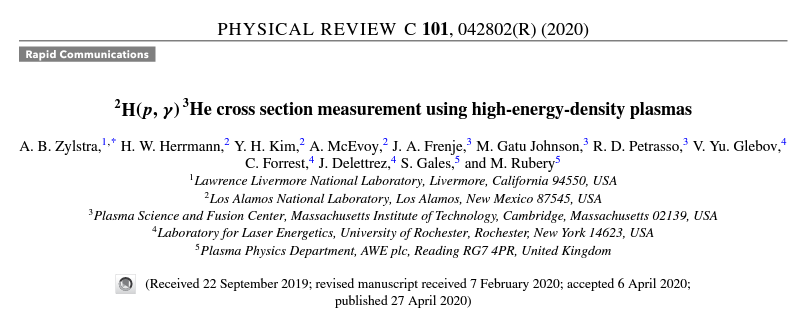 PHYSICAL REVIEW C 101, 042802(R) (2020)
Rapid Communications
²H(p, γ) ³He cross section measurement using high-energy-density plasmas
A. B. Zylstra,¹,* H. W. Herrmann,² Y. H. Kim,² A. McEvoy,² J. A. Frenje,³ M. Gatu Johnson,³ R. D. Petrasso,³ V. Yu. Glebov,⁴
C. Forrest,⁴ J. Delettrez,⁴ S. Gales,⁵ and M. Rubery⁵
¹Lawrence Livermore National Laboratory, Livermore, California 94550, USA
²Los Alamos National Laboratory, Los Alamos, New Mexico 87545, USA
³Plasma Science and Fusion Center, Massachusetts Institute of Technology, Cambridge, Massachusetts 02139, USA
⁴Laboratory for Laser Energetics, University of Rochester, Rochester, New York 14623, USA
⁵Plasma Physics Department, AWE plc, Reading RG7 4PR, United Kingdom
(Received 22 September 2019; revised manuscript received 7 February 2020; accepted 6 April 2020;
published 27 April 2020)